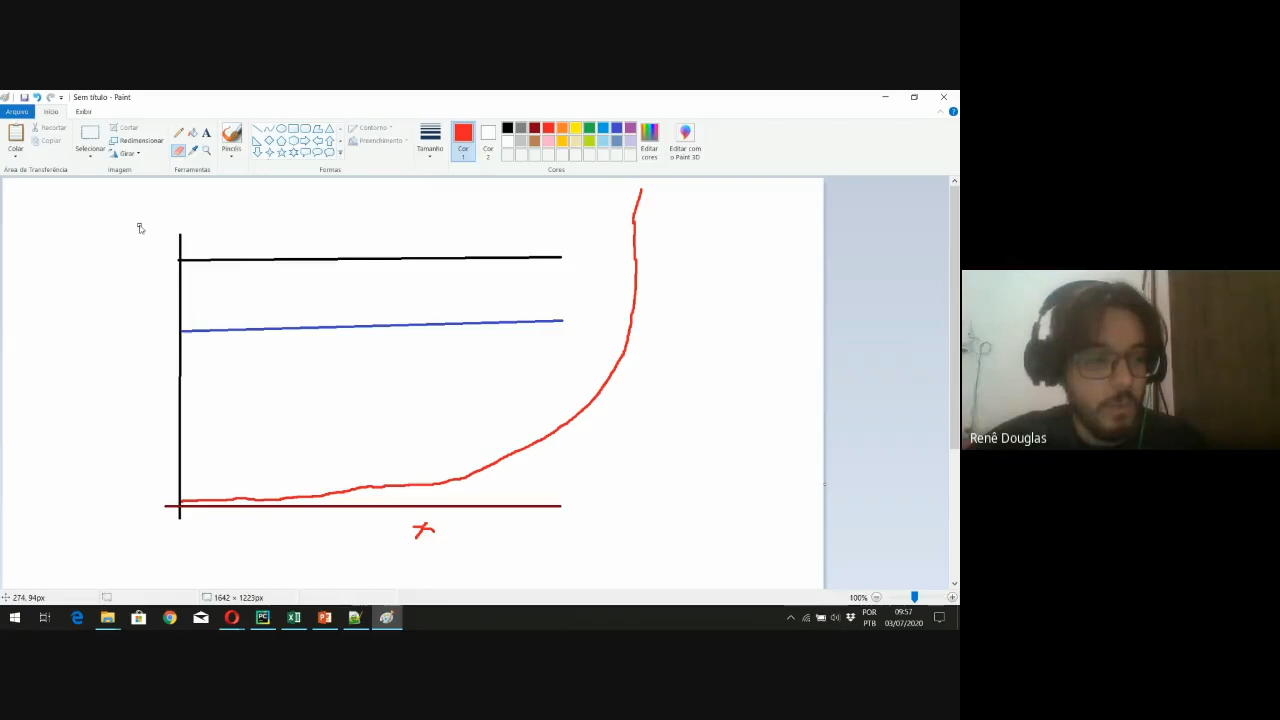 Sem título - Paint
Arquivo Início Exibir
Colar
Recortar
Copiar
Área de Transferência
Selecionar
Cortar
Redimensionar
Girar
Imagem
A
Ferramentas
Pincéis
Contorno
Preenchimento
Formas
Tamanho
Cor
1
Cor
2
Editar
cores
Editar com
o Paint 3D
Cores
x
Renê Douglas
274, 94px
1642 × 1223px
100%
PC
POR
PTB
09:57
03/07/2020